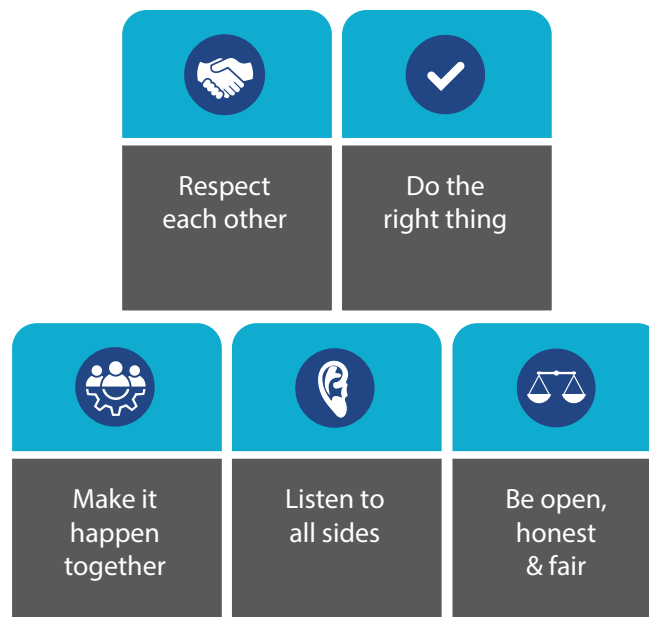 Respect
each other
Do the
right thing
Make it
happen
together
Listen to
all sides
Be open,
honest
& fair